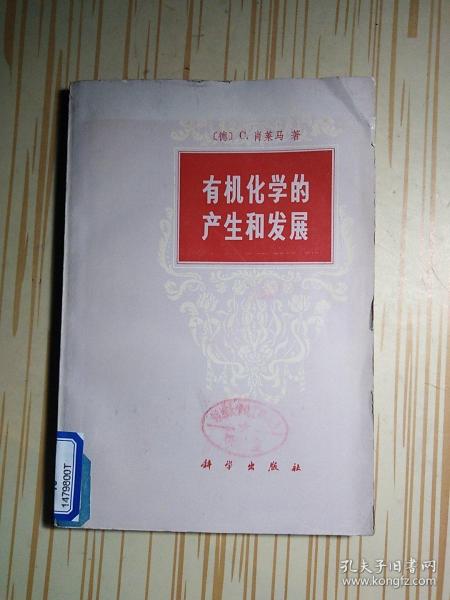 〔德〕C. 肖莱马 著
有机化学的
产生和发展
科学出版社
1479800T
孔夫子旧书网
www.kongfz.com